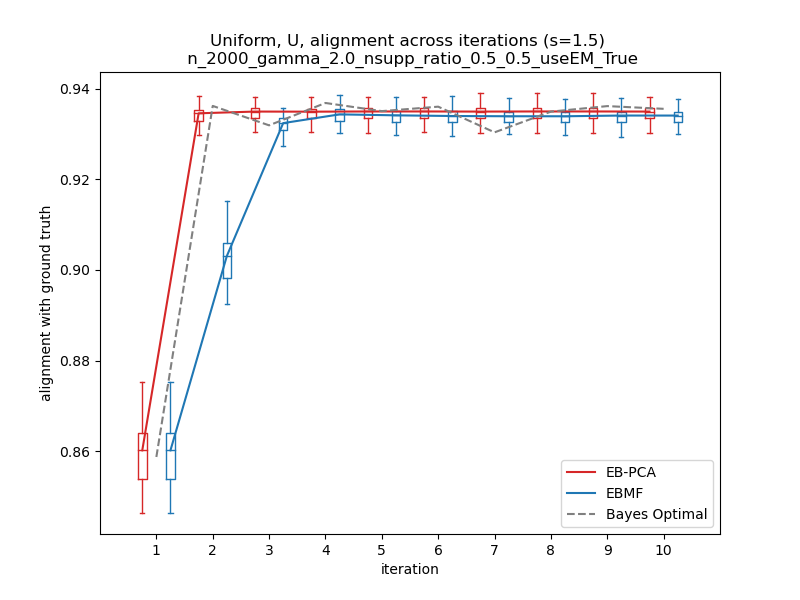 Uniform, U, alignment across iterations (s=1.5)
n_2000_gamma_2.0_nsupp_ratio_0.5_0.5_useEM_True
0.94
0.92
0.90
0.88
0.86
alignment with ground truth
EB-PCA
EBMF
Bayes Optimal
1 2 3 4 5 6 7 8 9 10
iteration